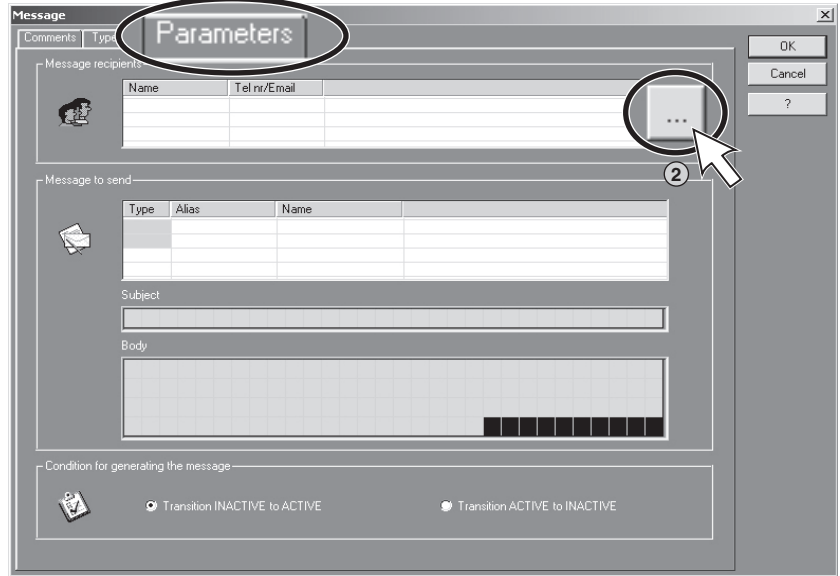 Message
Comments Type Parameters
OK
Cancel
?
Message recipients
Name Tel nr/Email
...
2
Message to send
Type Alias Name
Subject
Body
Condition for generating the message
Transition INACTIVE to ACTIVE Transition ACTIVE to INACTIVE